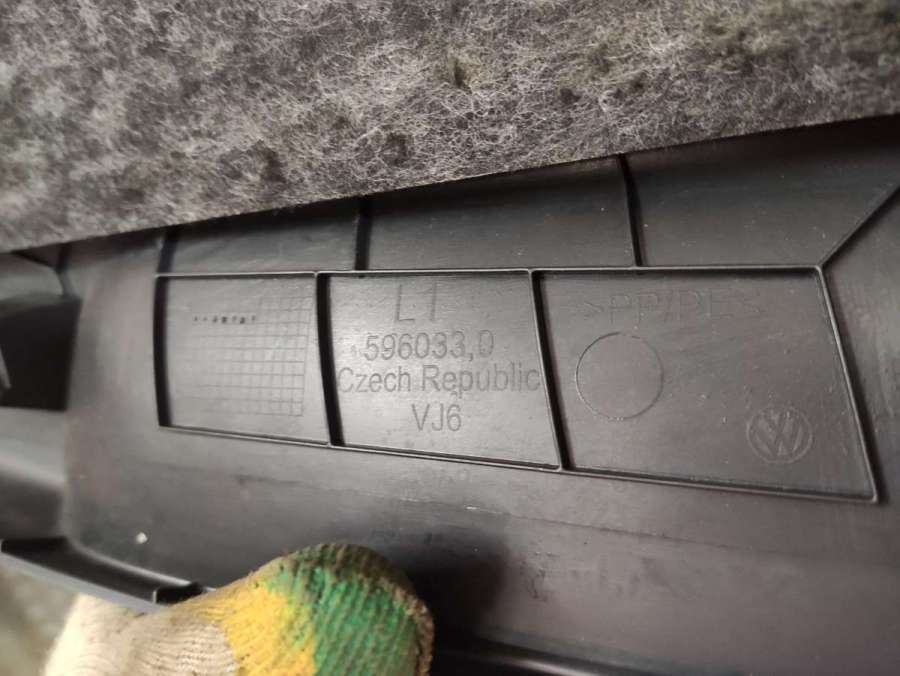 L1
596033,0
Czech Republic
VJ6
>PP/PE<